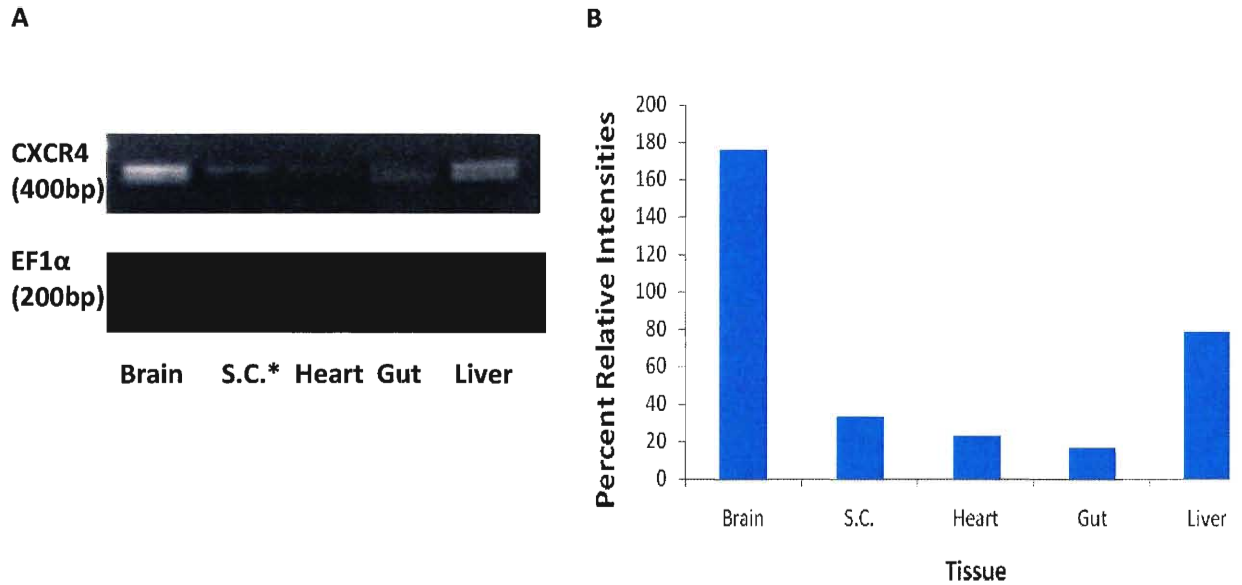 A
CXCR4
(400bp)
EF1α
(200bp)
Brain S.C.* Heart Gut Liver
B
Percent Relative Intensities
200
180
160
140
120
100
80
60
40
20
0
Brain S.C. Heart Gut Liver
Tissue